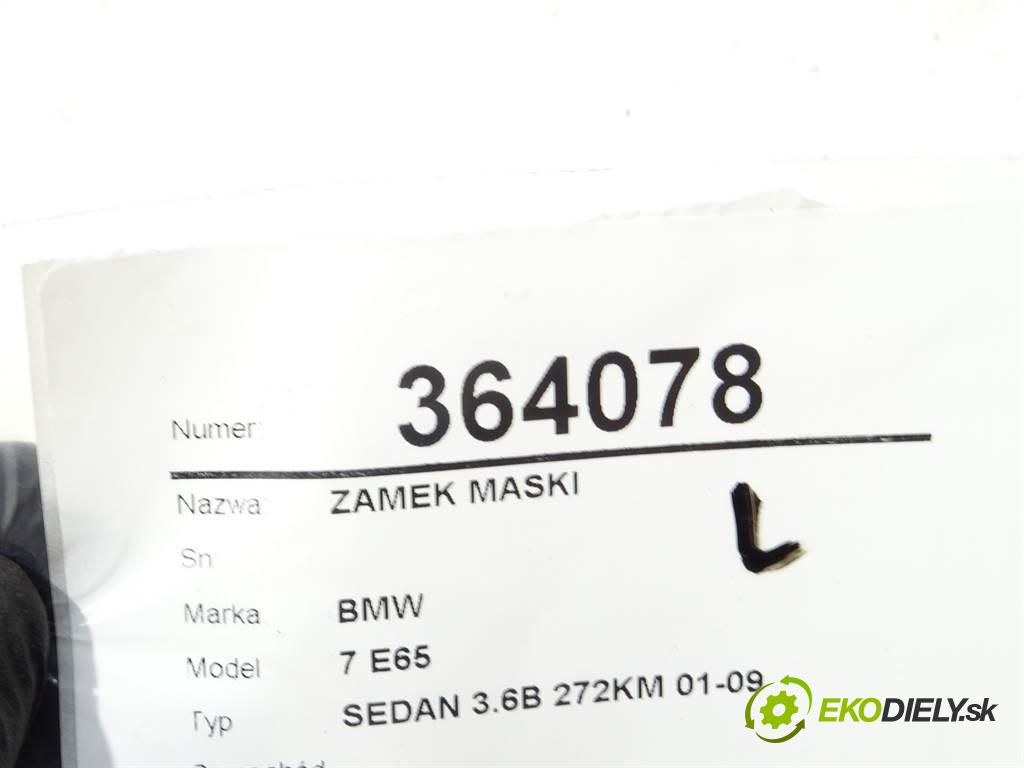 Numer: 364078
Nazwa: ZAMEK MASKI
L
Sn
Marka BMW
Model 7 E65
Typ SEDAN 3.6B 272KM 01-09
EKODIELY.sk